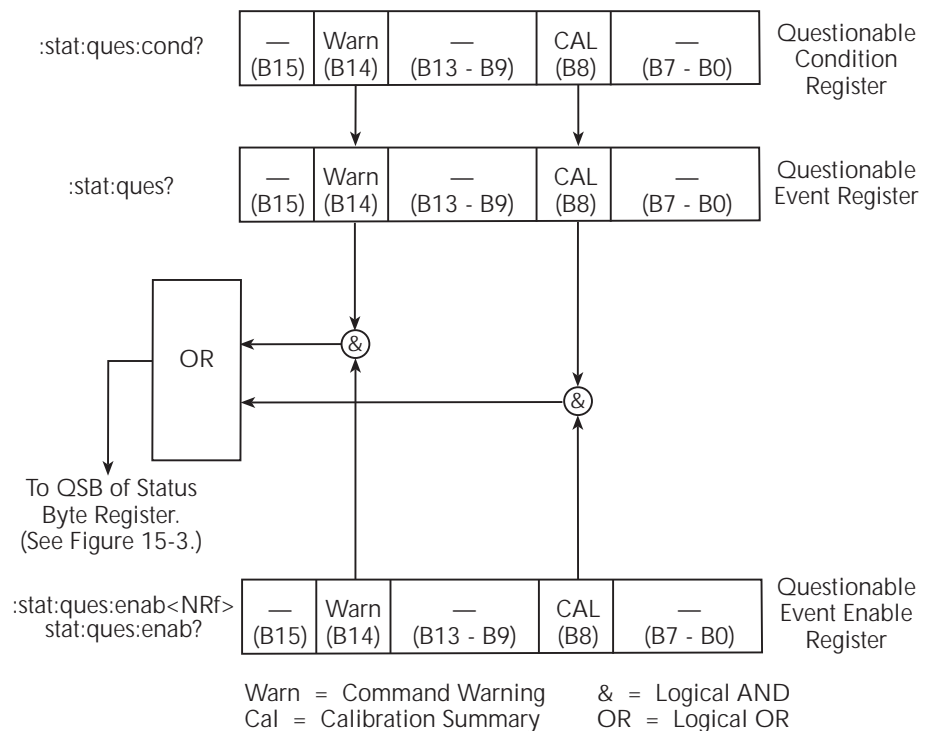 :stat:ques:cond?
— Warn — CAL —
(B15) (B14) (B13 - B9) (B8) (B7 - B0)
Questionable
Condition
Register
:stat:ques?
— Warn — CAL —
(B15) (B14) (B13 - B9) (B8) (B7 - B0)
Questionable
Event Register
OR
&
&
To QSB of Status
Byte Register.
(See Figure 15-3.)
:stat:ques:enab<NRf>
stat:ques:enab?
— Warn — CAL —
(B15) (B14) (B13 - B9) (B8) (B7 - B0)
Questionable
Event Enable
Register
Warn = Command Warning & = Logical AND
Cal = Calibration Summary OR = Logical OR